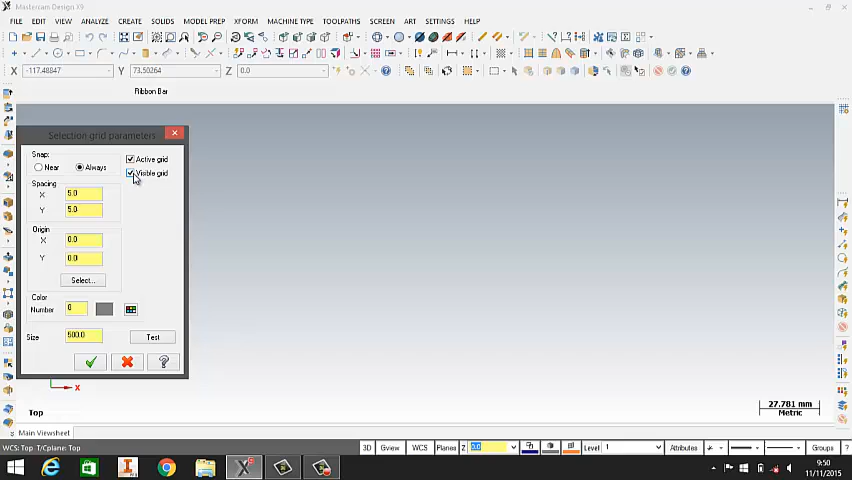 Mastercam Design X9
FILE EDIT VIEW ANALYZE CREATE SOLIDS MODEL PREP XFORM MACHINE TYPE TOOLPATHS SCREEN ART SETTINGS HELP
X -117.48847 Y 73.50264 Z 0.0
Ribbon Bar
Selection grid parameters
Snap:
Near Always
Active grid
Visible grid
Spacing
X 5.0
Y 5.0
Origin
X 0.0
Y 0.0
Select...
Color
Number 8
Size 500.0 Test
X
Top
27.781 mm
Metric
Main Viewsheet
WCS: Top T/Cplane: Top
3D Gview WCS Planes Z 0.0 Level 1 Attributes Groups ?
9:50
11/11/2015